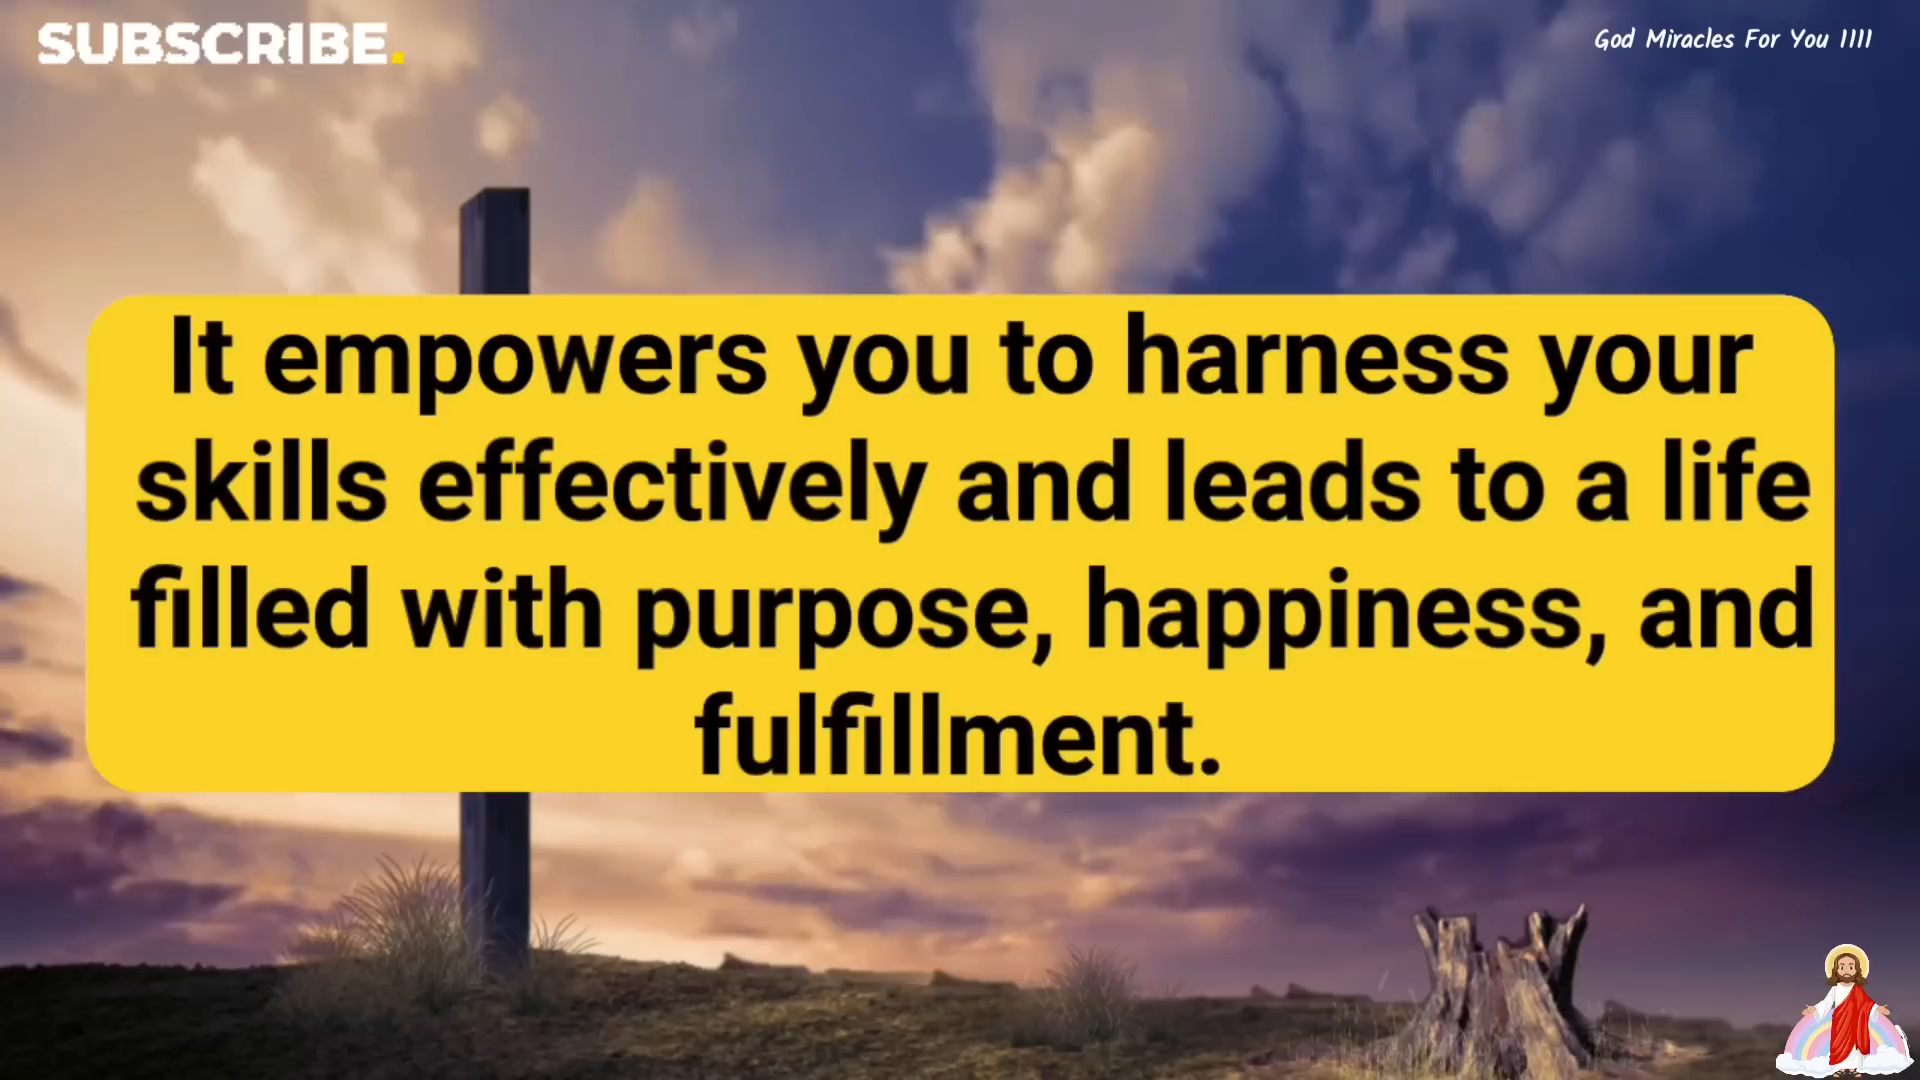 SUBSCRIBE.
God Miracles For You 1111
It empowers you to harness your
skills effectively and leads to a life
filled with purpose, happiness, and
fulfillment.